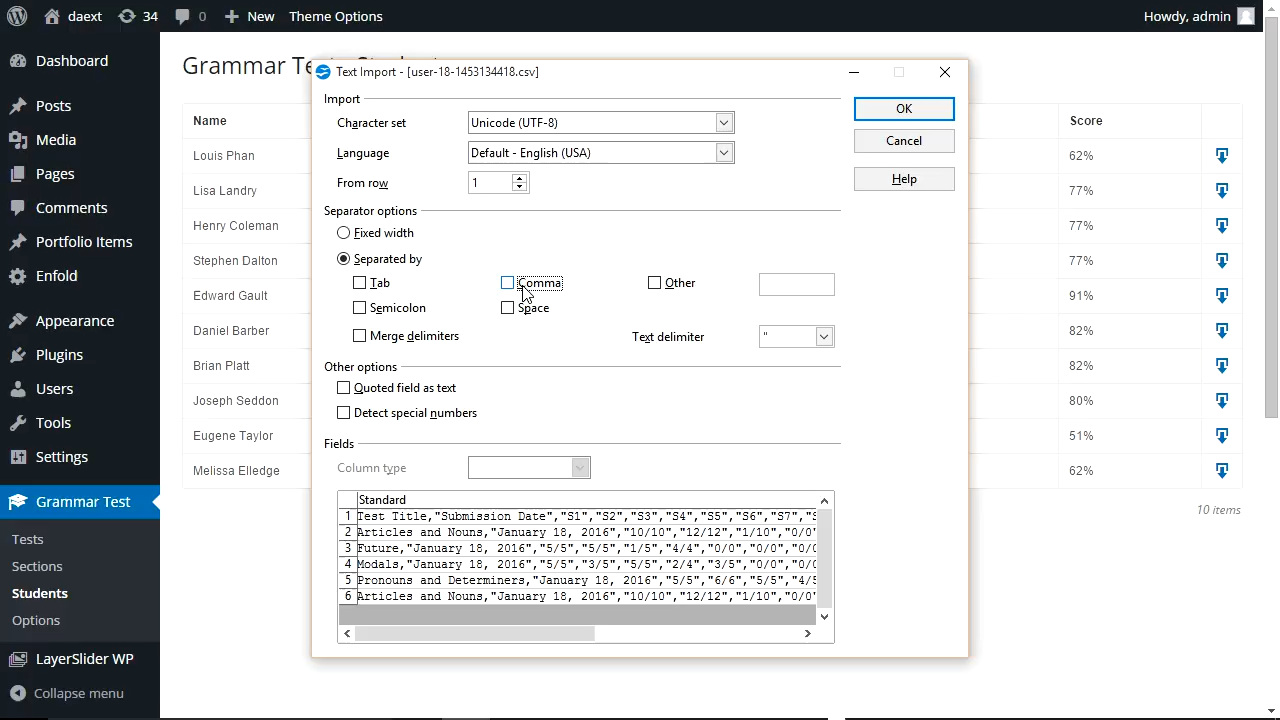 daext 34 0 New Theme Options Howdy, admin
Dashboard
Posts
Media
Pages
Comments
Portfolio Items
Enfold
Appearance
Plugins
Users
Tools
Settings
Grammar Test
Tests
Sections
Students
Options
LayerSlider WP
Collapse menu
Grammar
Name Score
Louis Phan 62%
Lisa Landry 77%
Henry Coleman 77%
Stephen Dalton 77%
Edward Gault 91%
Daniel Barber 82%
Brian Platt 82%
Joseph Seddon 80%
Eugene Taylor 51%
Melissa Elledge 62%
10 items
Text Import - [user-18-1453134418.csv]
Import
Character set Unicode (UTF-8)
Language Default - English (USA)
From row 1
OK
Cancel
Help
Separator options
Fixed width
Separated by
Tab Comma Other
Semicolon Space
Merge delimiters Text delimiter "
Other options
Quoted field as text
Detect special numbers
Fields
Column type
Standard
1 Test Title,"Submission Date","S1","S2","S3","S4","S5","S6","S7","S
2 Articles and Nouns,"January 18, 2016","10/10","12/12","1/10","0/0"
3 Future,"January 18, 2016","5/5","5/5","1/5","4/4","0/0","0/0","0/0
4 Modals,"January 18, 2016","5/5","3/5","5/5","2/4","3/5","0/0","0/0
5 Pronouns and Determiners,"January 18, 2016","5/5","6/6","5/5","4/5
6 Articles and Nouns,"January 18, 2016","10/10","12/12","1/10","0/0"